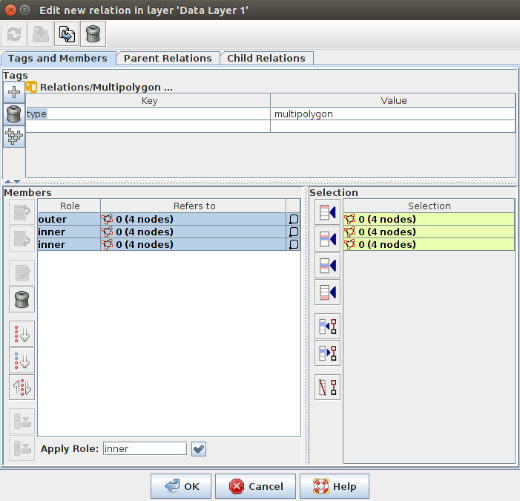 Edit new relation in layer 'Data Layer 1'
Tags and Members Parent Relations Child Relations
Tags
Relations/Multipolygon ...
Key Value
type multipolygon
Members Selection
Role Refers to Selection
outer 0 (4 nodes) 0 (4 nodes)
inner 0 (4 nodes) 0 (4 nodes)
inner 0 (4 nodes) 0 (4 nodes)
Apply Role: inner
OK Cancel Help